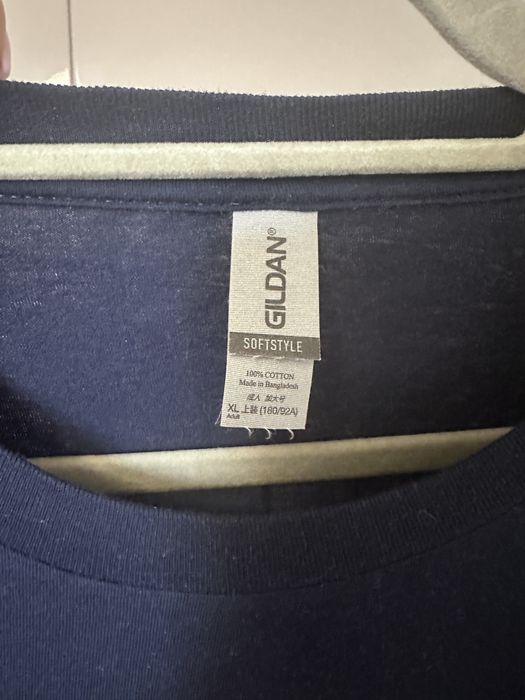 GILDAN®
SOFTSTYLE
100% COTTON
Made in Bangladesh
成人 加大号
XL 上装 (180/92A)
Adult